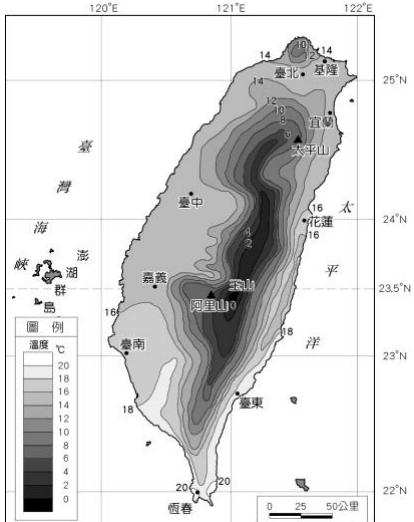 120°E 121°E 122°E
14 10 2 14
臺北 基隆
25°N
14
12
10
8
6
宜蘭
太平山
臺灣海峽
臺中
16
花蓮
16
24°N
太平洋
4
2
澎湖群島
嘉義
玉山
阿里山 0
23.5°N
16
臺南
18
23°N
18
臺東
20
20
恆春
22°N
圖 例
溫度 ℃
20
18
16
14
12
10
8
6
4
2
0
0 25 50公里